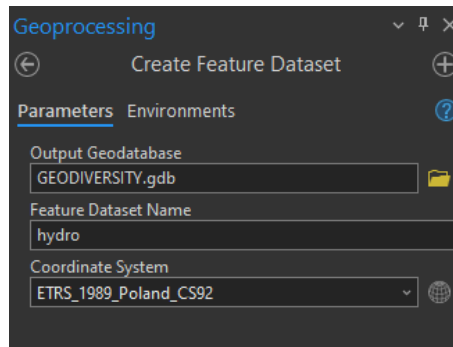 Geoprocessing
Create Feature Dataset
Parameters Environments
Output Geodatabase
GEODIVERSITY.gdb
Feature Dataset Name
hydro
Coordinate System
ETRS_1989_Poland_CS92